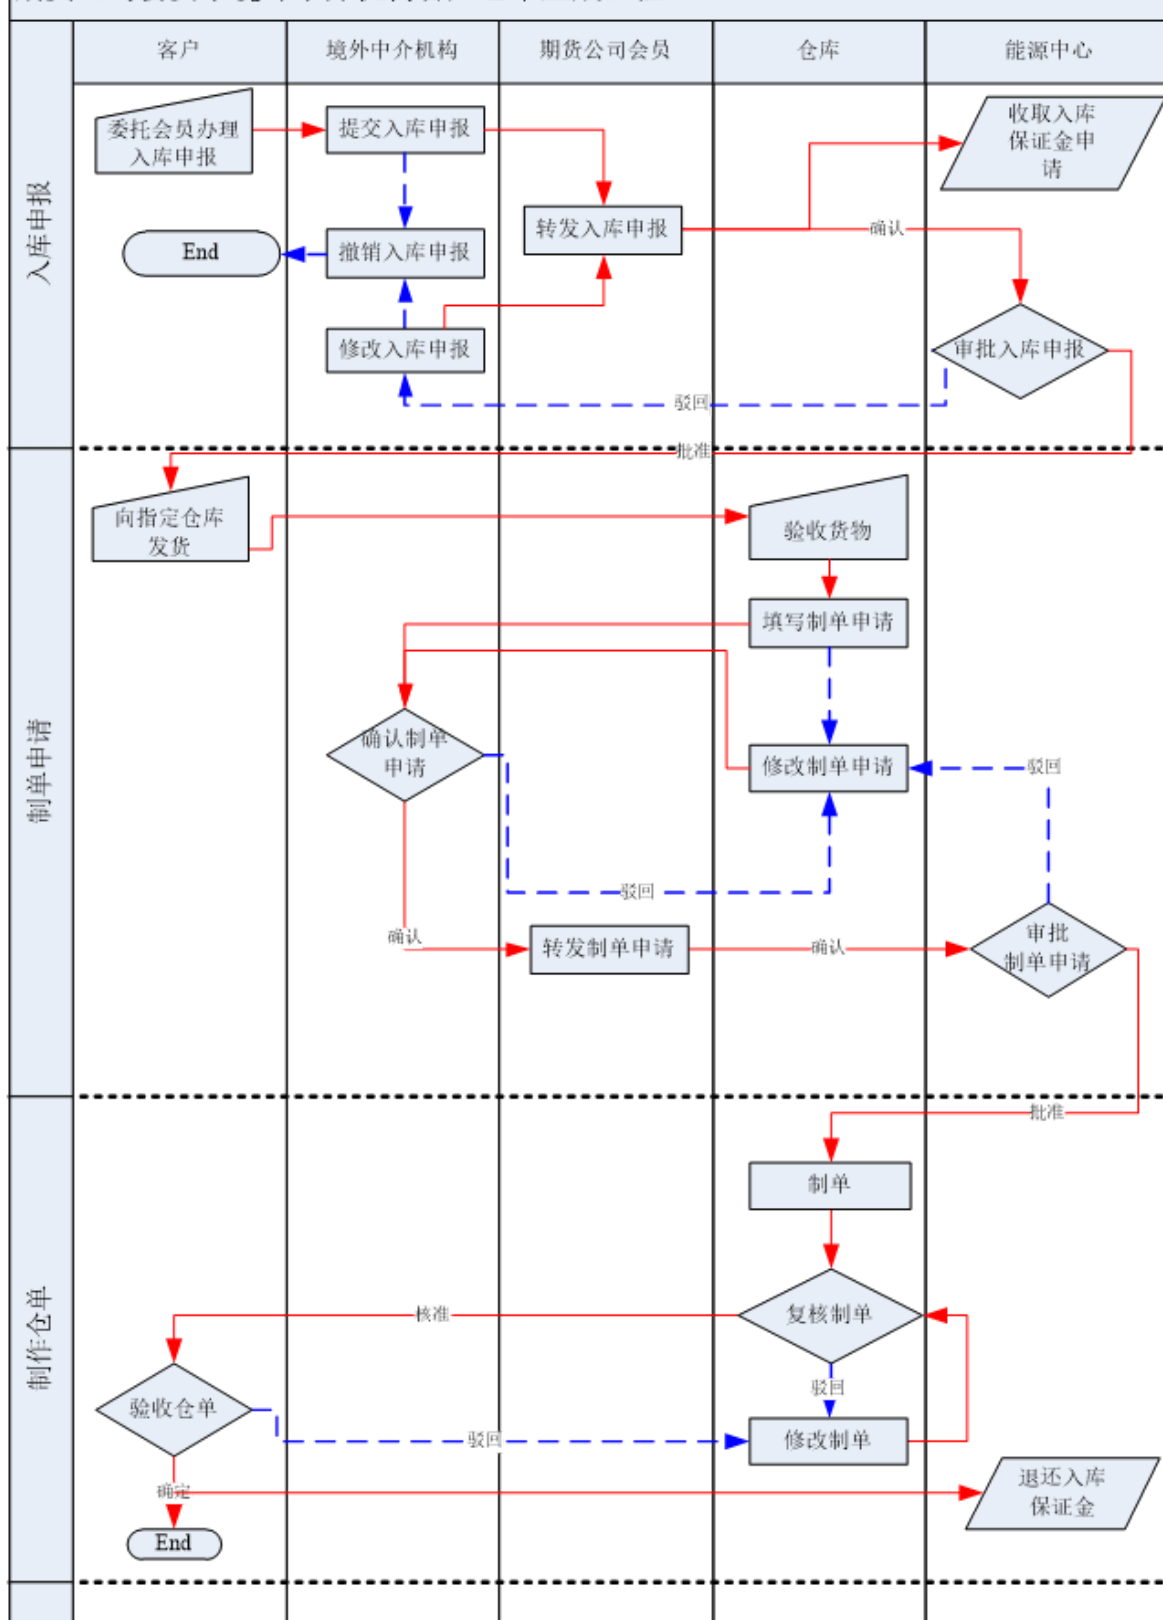 客户
境外中介机构
期货公司会员
仓库
能源中心
入库申报
委托会员办理
入库申报
提交入库申报
收取入库
保证金申
请
转发入库申报
确认
End
撤销入库申报
修改入库申报
审批入库申报
驳回
批准
制单申请
向指定仓库
发货
验收货物
填写制单申请
确认制单
申请
修改制单申请
驳回
驳回
确认
转发制单申请
确认
审批
制单申请
批准
制作仓单
制单
核准
复核制单
驳回
验收仓单
驳回
修改制单
确定
退还入库
保证金
End